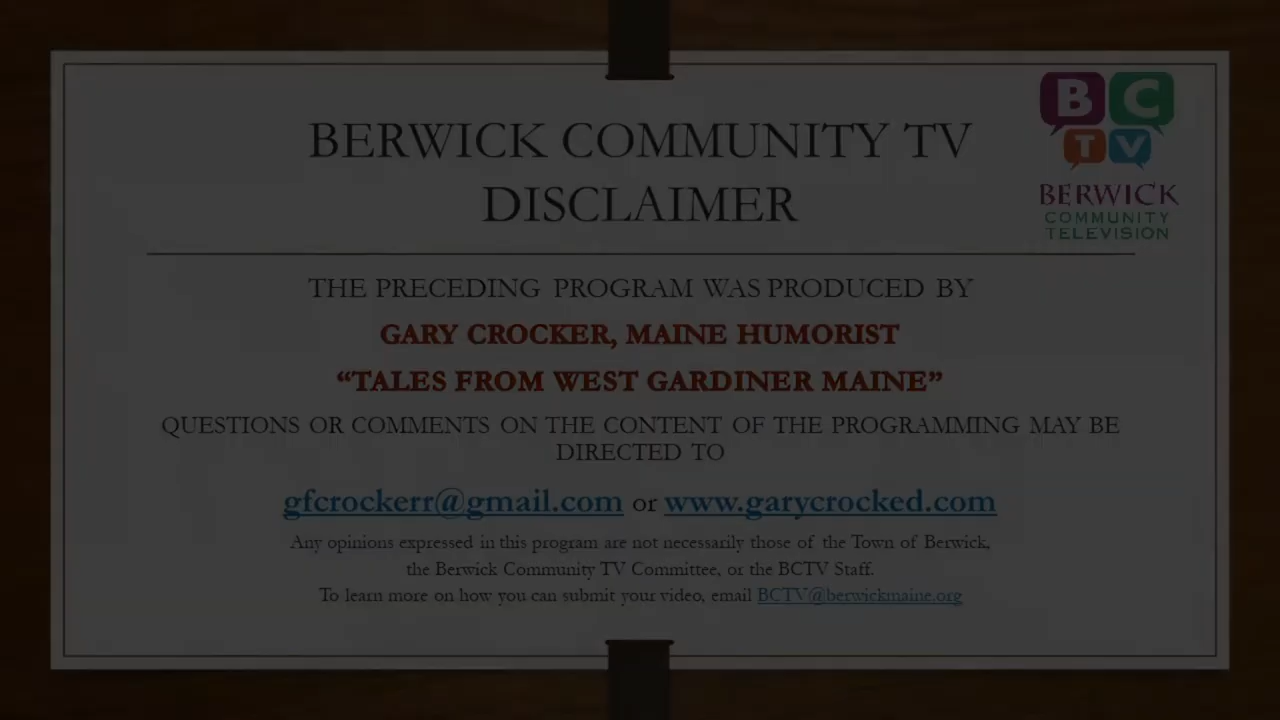 BERWICK COMMUNITY TV
DISCLAIMER
B C
T V
BERWICK
COMMUNITY
TELEVISION
THE PRECEDING PROGRAM WAS PRODUCED BY
GARY CROCKER, MAINE HUMORIST
“TALES FROM WEST GARDINER MAINE”
QUESTIONS OR COMMENTS ON THE CONTENT OF THE PROGRAMMING MAY BE
DIRECTED TO
gfcrockerr@gmail.com or www.garycrocked.com
Any opinions expressed in this program are not necessarily those of the Town of Berwick,
the Berwick Community TV Committee, or the BCTV Staff.
To learn more on how you can submit your video, email BCTV@berwickmaine.org